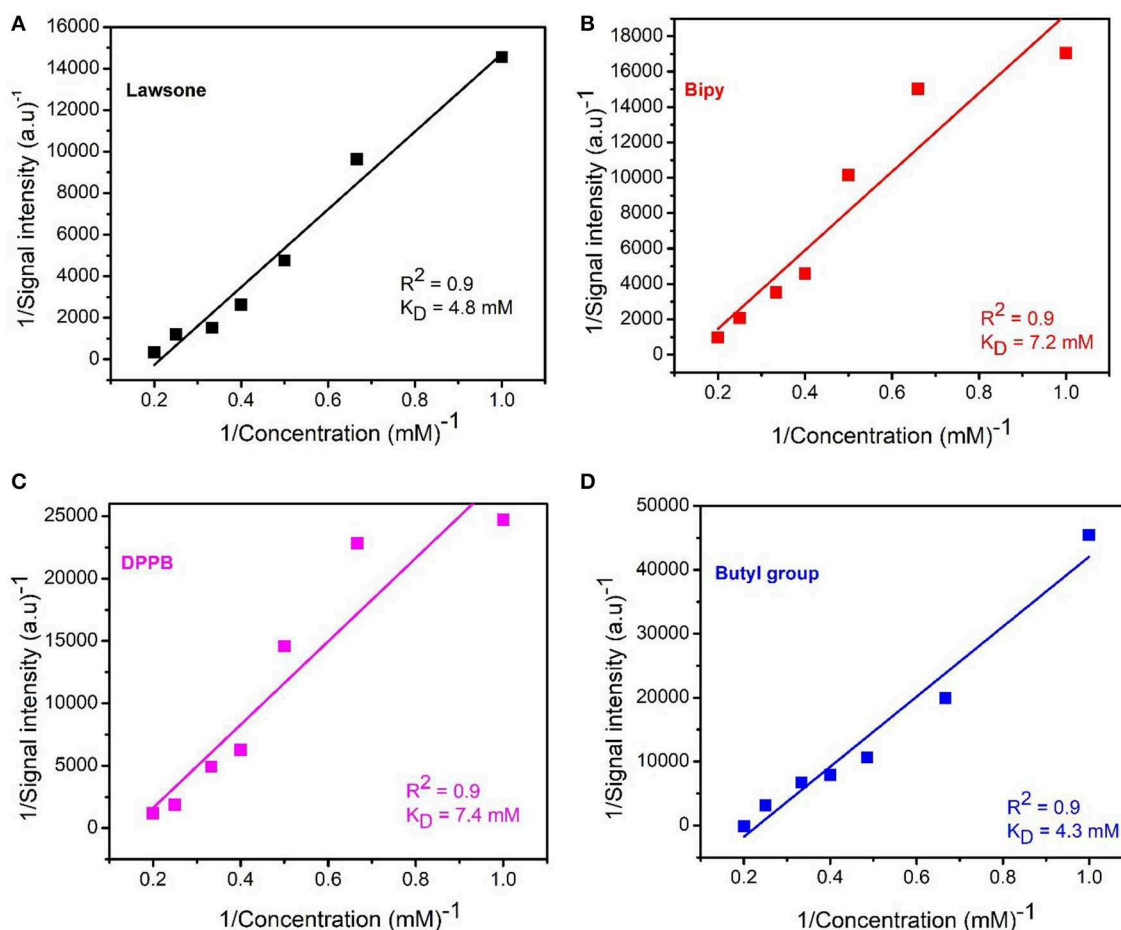 A
16000
14000
12000
10000
8000
6000
4000
2000
0
1/Signal intensity (a.u)⁻¹
Lawsone
R² = 0.9
K_D = 4.8 mM
0.2 0.4 0.6 0.8 1.0
1/Concentration (mM)⁻¹
B
18000
16000
14000
12000
10000
8000
6000
4000
2000
0
1/Signal intensity (a.u)⁻¹
Bipy
R² = 0.9
K_D = 7.2 mM
0.2 0.4 0.6 0.8 1.0
1/Concentration (mM)⁻¹
C
25000
20000
15000
10000
5000
0
1/Signal intensity (a.u)⁻¹
DPPB
R² = 0.9
K_D = 7.4 mM
0.2 0.4 0.6 0.8 1.0
1/Concentration (mM)⁻¹
D
50000
40000
30000
20000
10000
0
1/Signal intensity (a.u)⁻¹
Butyl group
R² = 0.9
K_D = 4.3 mM
0.2 0.4 0.6 0.8 1.0
1/Concentration (mM)⁻¹